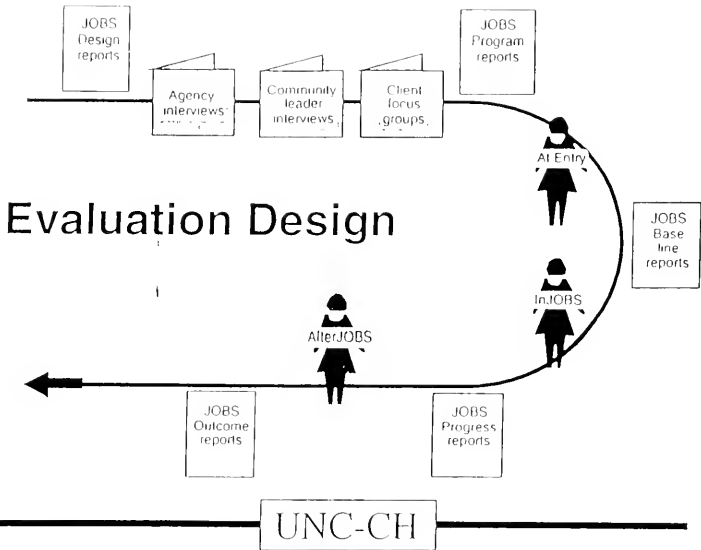 JOBS
Design
reports
JOBS
Program
reports
Agency
interviews
Community
leader
interviews
Client
focus
groups
At Entry
Evaluation Design
JOBS
Base
line
reports
InJOBS
AfterJOBS
JOBS
Outcome
reports
JOBS
Progress
reports
UNC-CH